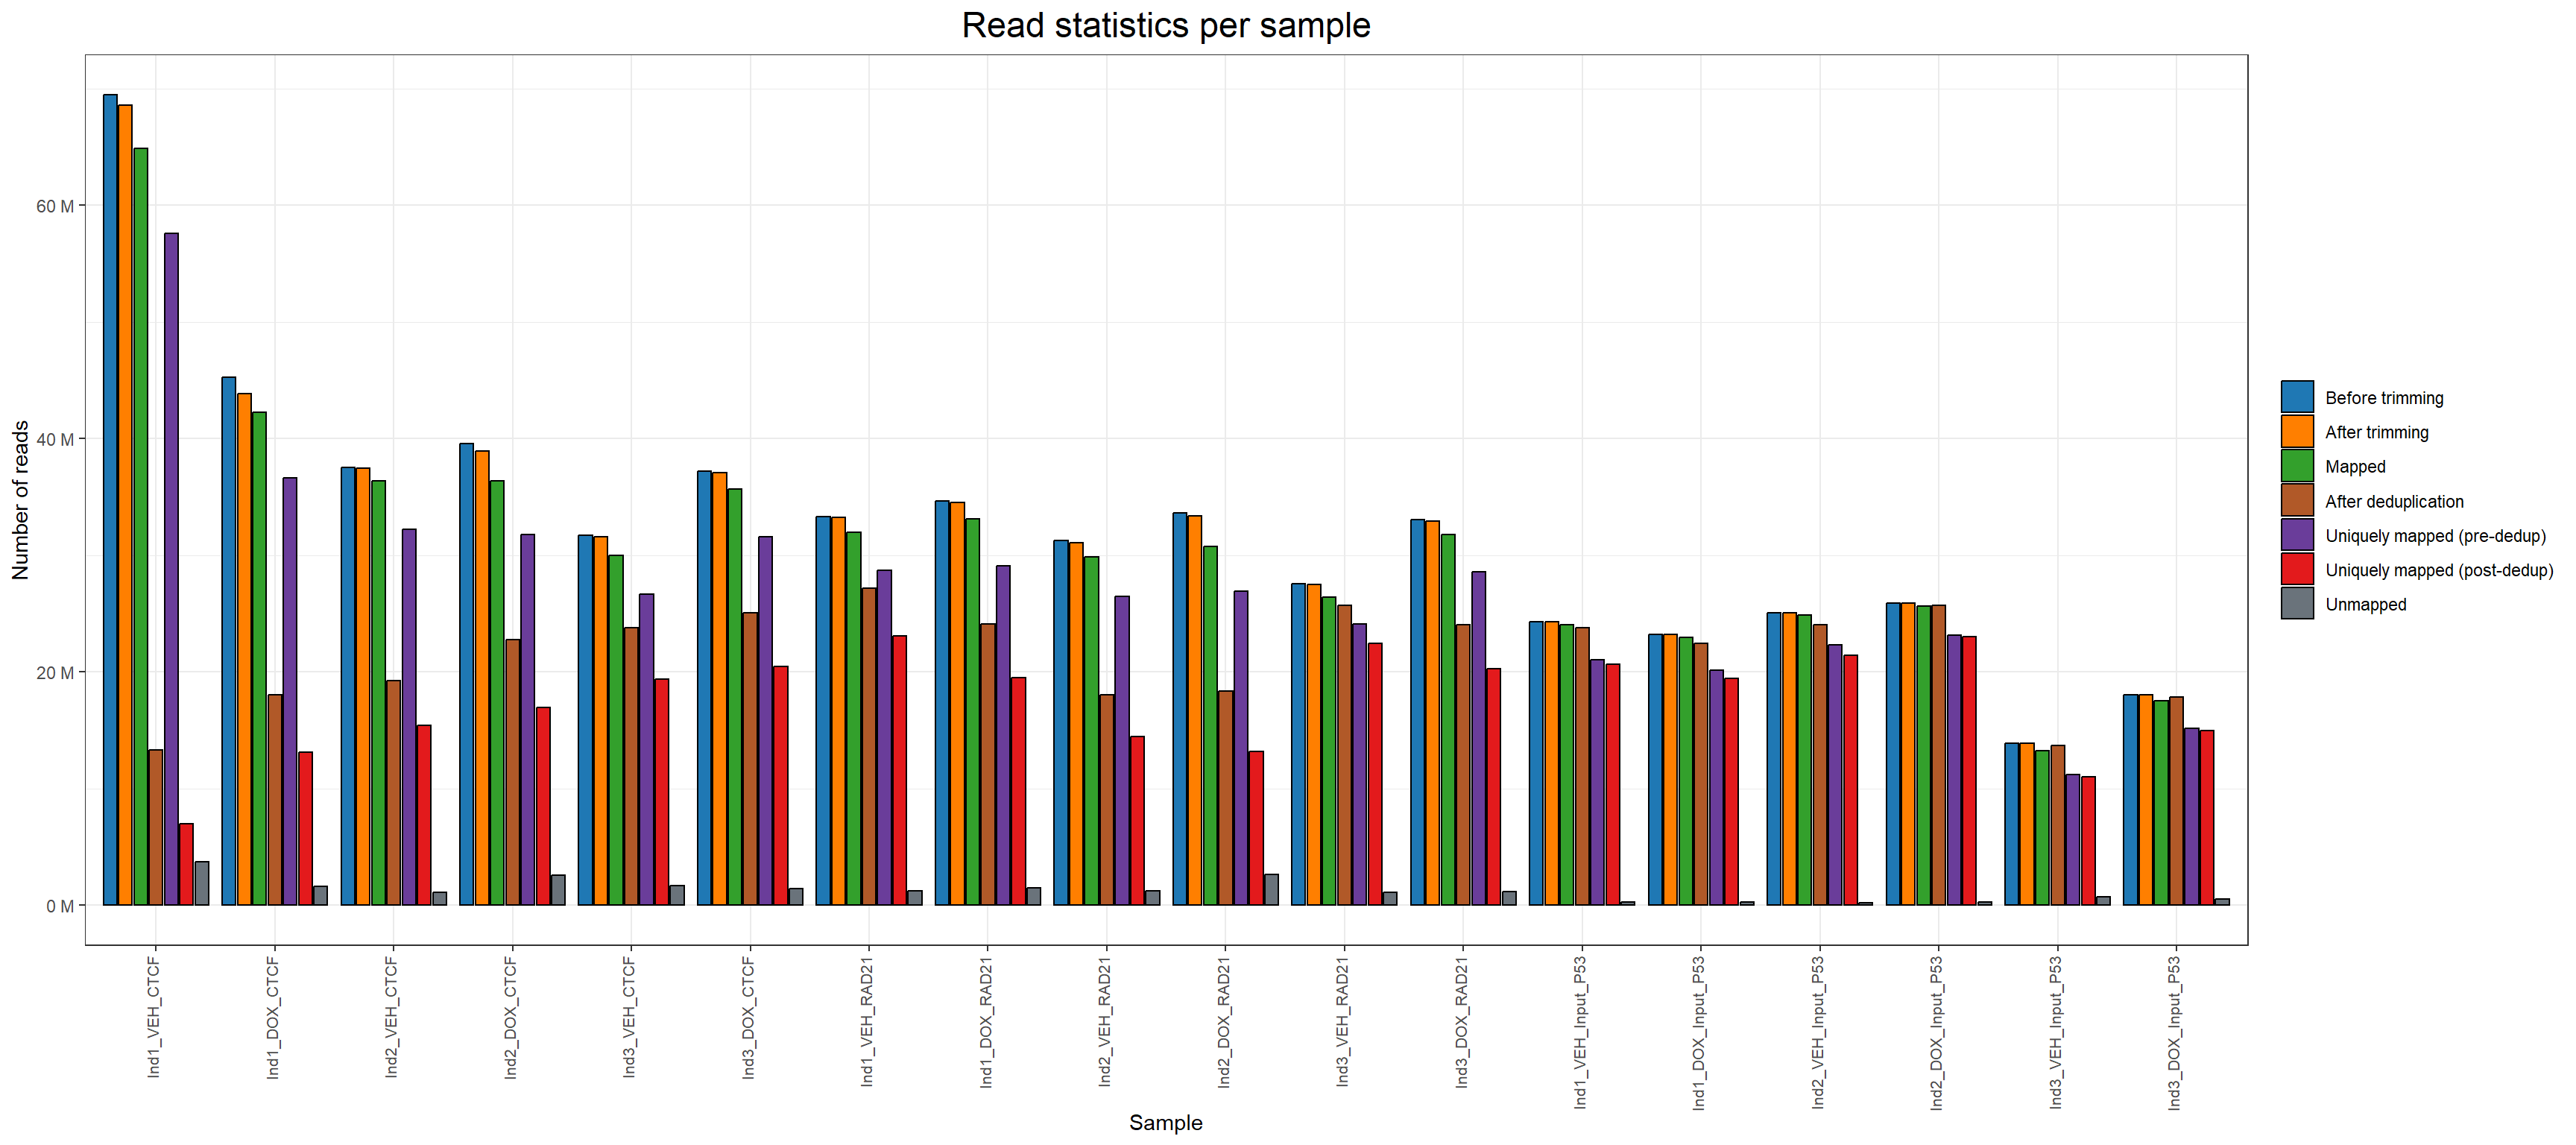 Read statistics per sample
Number of reads
60 M
40 M
20 M
0 M
Ind1_VEH_CTCF
Ind1_DOX_CTCF
Ind2_VEH_CTCF
Ind2_DOX_CTCF
Ind3_VEH_CTCF
Ind3_DOX_CTCF
Ind1_VEH_RAD21
Ind1_DOX_RAD21
Ind2_VEH_RAD21
Ind2_DOX_RAD21
Ind3_VEH_RAD21
Ind3_DOX_RAD21
Ind1_VEH_Input_P53
Ind1_DOX_Input_P53
Ind2_VEH_Input_P53
Ind2_DOX_Input_P53
Ind3_VEH_Input_P53
Ind3_DOX_Input_P53
Sample
Before trimming
After trimming
Mapped
After deduplication
Uniquely mapped (pre-dedup)
Uniquely mapped (post-dedup)
Unmapped